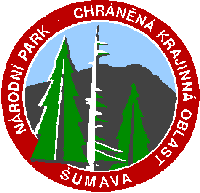 NÁRODNÍ PARK · CHRÁNĚNÁ KRAJINNÁ OBLAST
ŠUMAVA